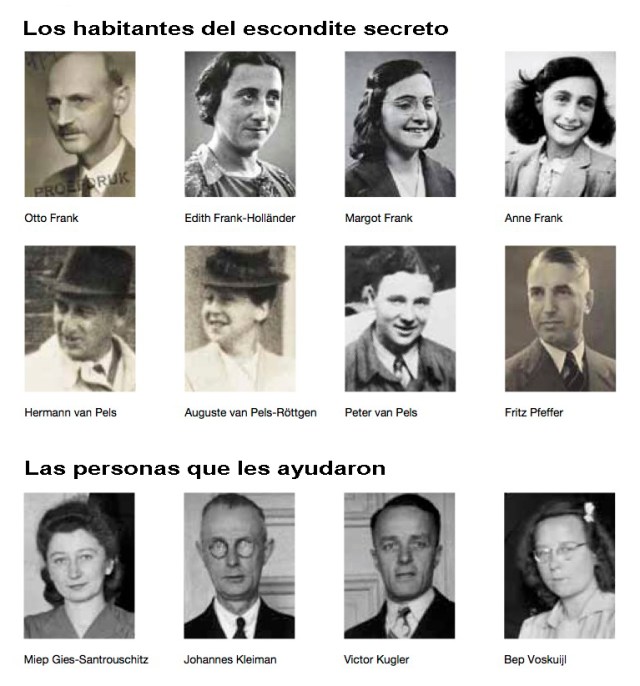 Los habitantes del escondite secreto
PROEFDRUK
Otto Frank
Edith Frank-Holländer
Margot Frank
Anne Frank
Hermann van Pels
Auguste van Pels-Röttgen
Peter van Pels
Fritz Pfeffer
Las personas que les ayudaron
Miep Gies-Santrouschitz
Johannes Kleiman
Victor Kugler
Bep Voskuijl